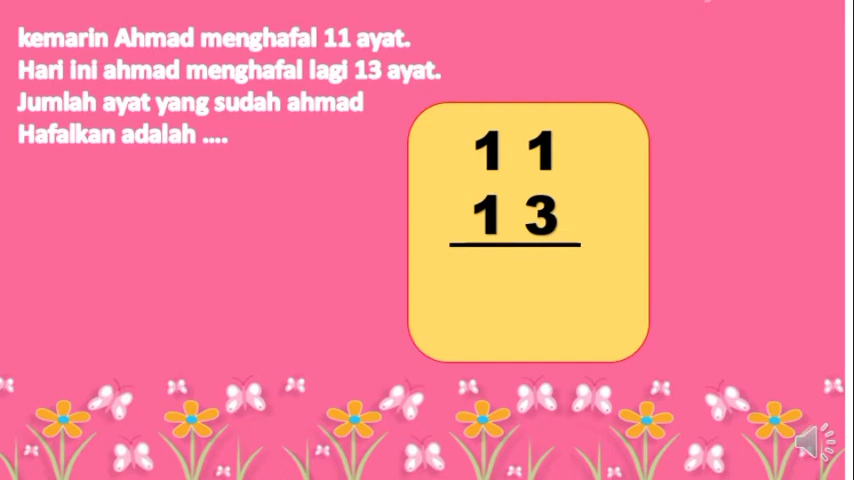 kemarin Ahmad menghafal 11 ayat.
Hari ini ahmad menghafal lagi 13 ayat.
Jumlah ayat yang sudah ahmad
Hafalkan adalah ....
1 1
1 3